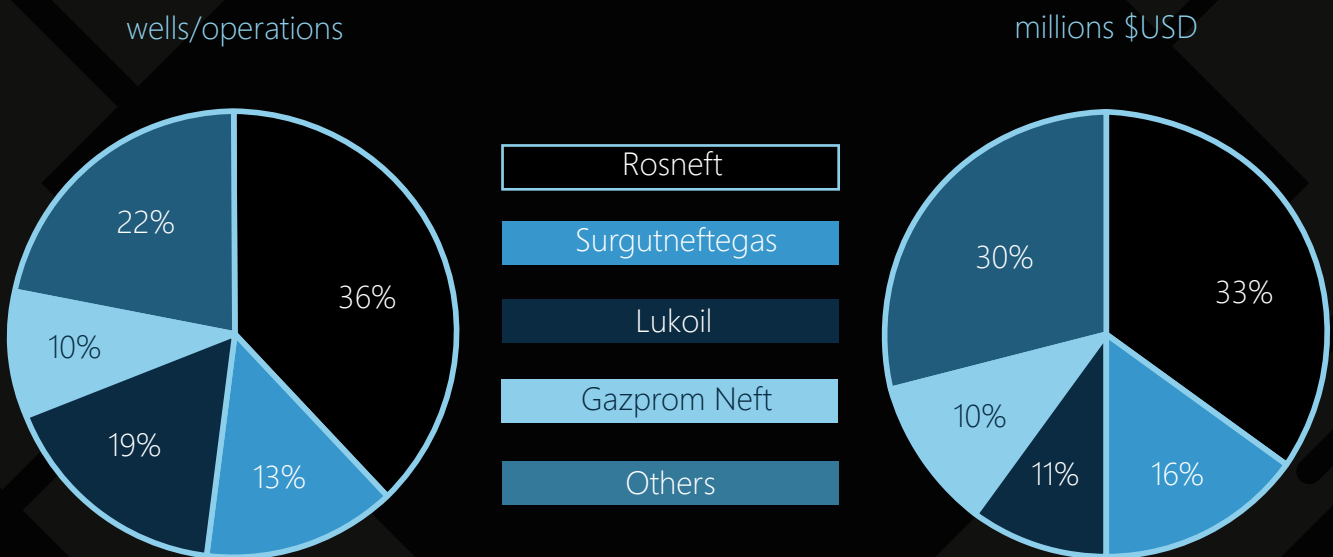 wells/operations
millions $USD
22%
36%
10%
19%
13%
Rosneft
Surgutneftegas
Lukoil
Gazprom Neft
Others
30%
33%
10%
11%
16%